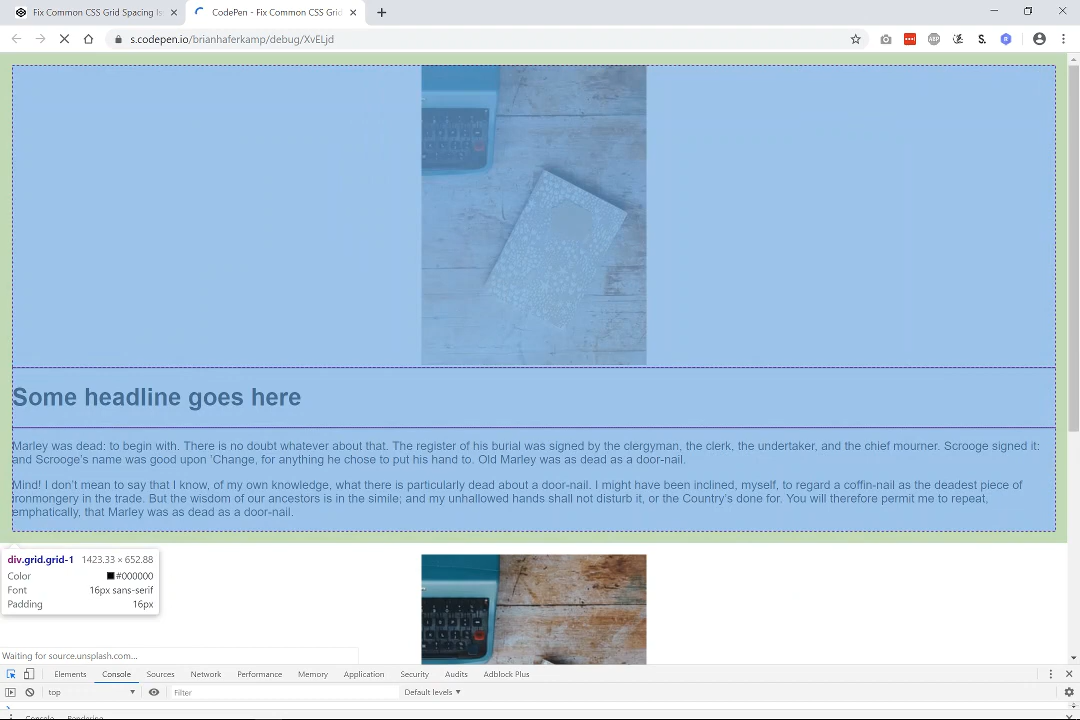 Fix Common CSS Grid Spacing Is
CodePen - Fix Common CSS Grid
s.codepen.io/brianhaferkamp/debug/XvELjd
ABP
S.
R
Some headline goes here
Marley was dead: to begin with. There is no doubt whatever about that. The register of his burial was signed by the clergyman, the clerk, the undertaker, and the chief mourner. Scrooge signed it:
and Scrooge's name was good upon 'Change, for anything he chose to put his hand to. Old Marley was as dead as a door-nail.
Mind! I don't mean to say that I know, of my own knowledge, what there is particularly dead about a door-nail. I might have been inclined, myself, to regard a coffin-nail as the deadest piece of
ironmongery in the trade. But the wisdom of our ancestors is in the simile; and my unhallowed hands shall not disturb it, or the Country's done for. You will therefore permit me to repeat,
emphatically, that Marley was as dead as a door-nail.
div.grid.grid-1 1423.33 × 652.88
Color #000000
Font 16px sans-serif
Padding 16px
Waiting for source.unsplash.com...
Elements Console Sources Network Performance Memory Application Security Audits Adblock Plus
top Filter Default levels
Console Rendering